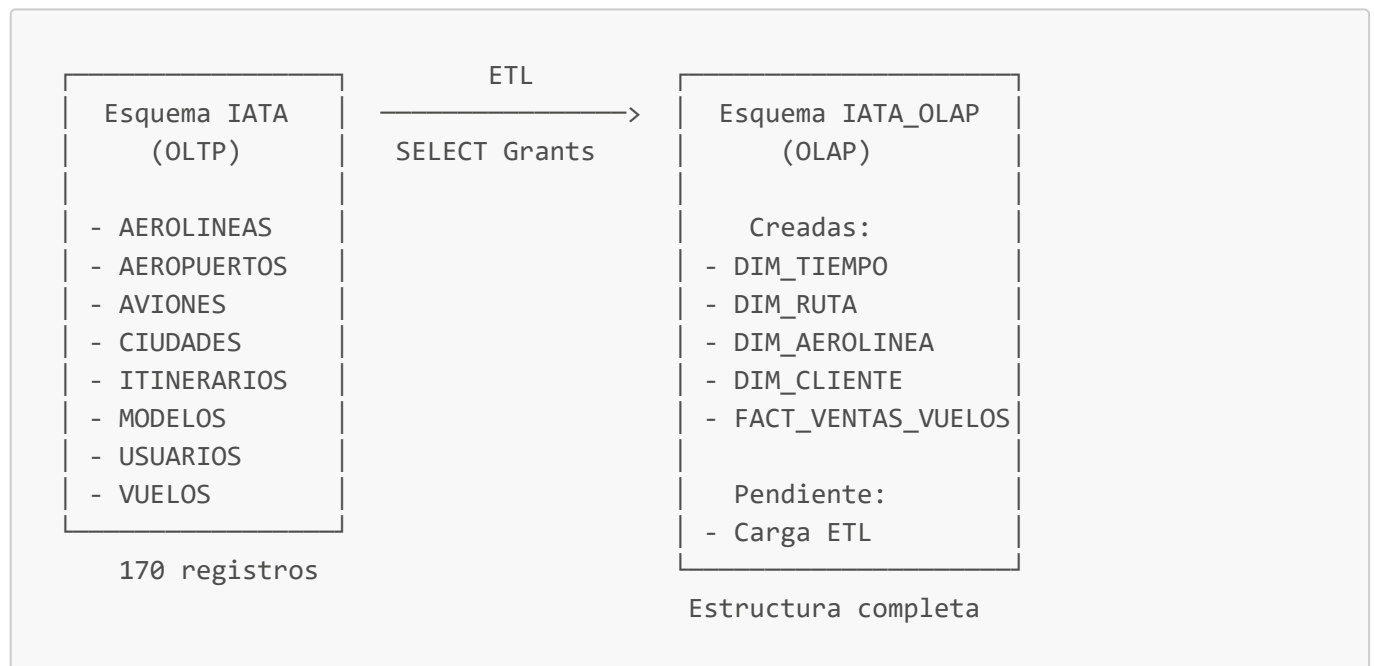 ETL
Esquema IATA ────────────────> Esquema IATA_OLAP
(OLTP) SELECT Grants (OLAP)
- AEROLINEAS Creadas:
- AEROPUERTOS - DIM_TIEMPO
- AVIONES - DIM_RUTA
- CIUDADES - DIM_AEROLINEA
- ITINERARIOS - DIM_CLIENTE
- MODELOS - FACT_VENTAS_VUELOS
- USUARIOS
- VUELOS Pendiente:
- Carga ETL
170 registros
Estructura completa